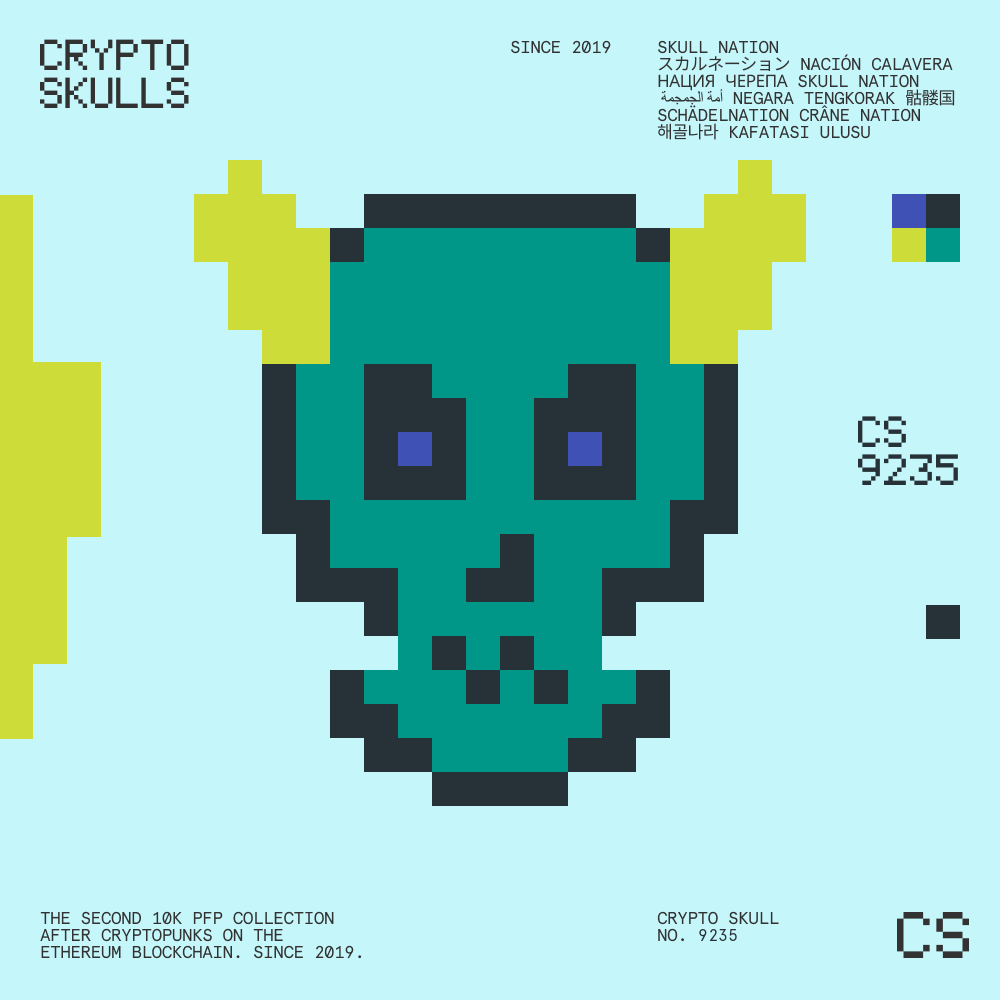 CRYPTO
SKULLS
SINCE 2019
SKULL NATION
スカルネーション NACIÓN CALAVERA
НАЦИЯ ЧЕРЕПА SKULL NATION
أمة الجمجمة NEGARA TENGKORAK 骷髅国
SCHÄDELNATION CRÂNE NATION
해골나라 KAFATASI ULUSU
CS
9235
THE SECOND 10K PFP COLLECTION
AFTER CRYPTOPUNKS ON THE
ETHEREUM BLOCKCHAIN. SINCE 2019.
CRYPTO SKULL
NO. 9235
CS